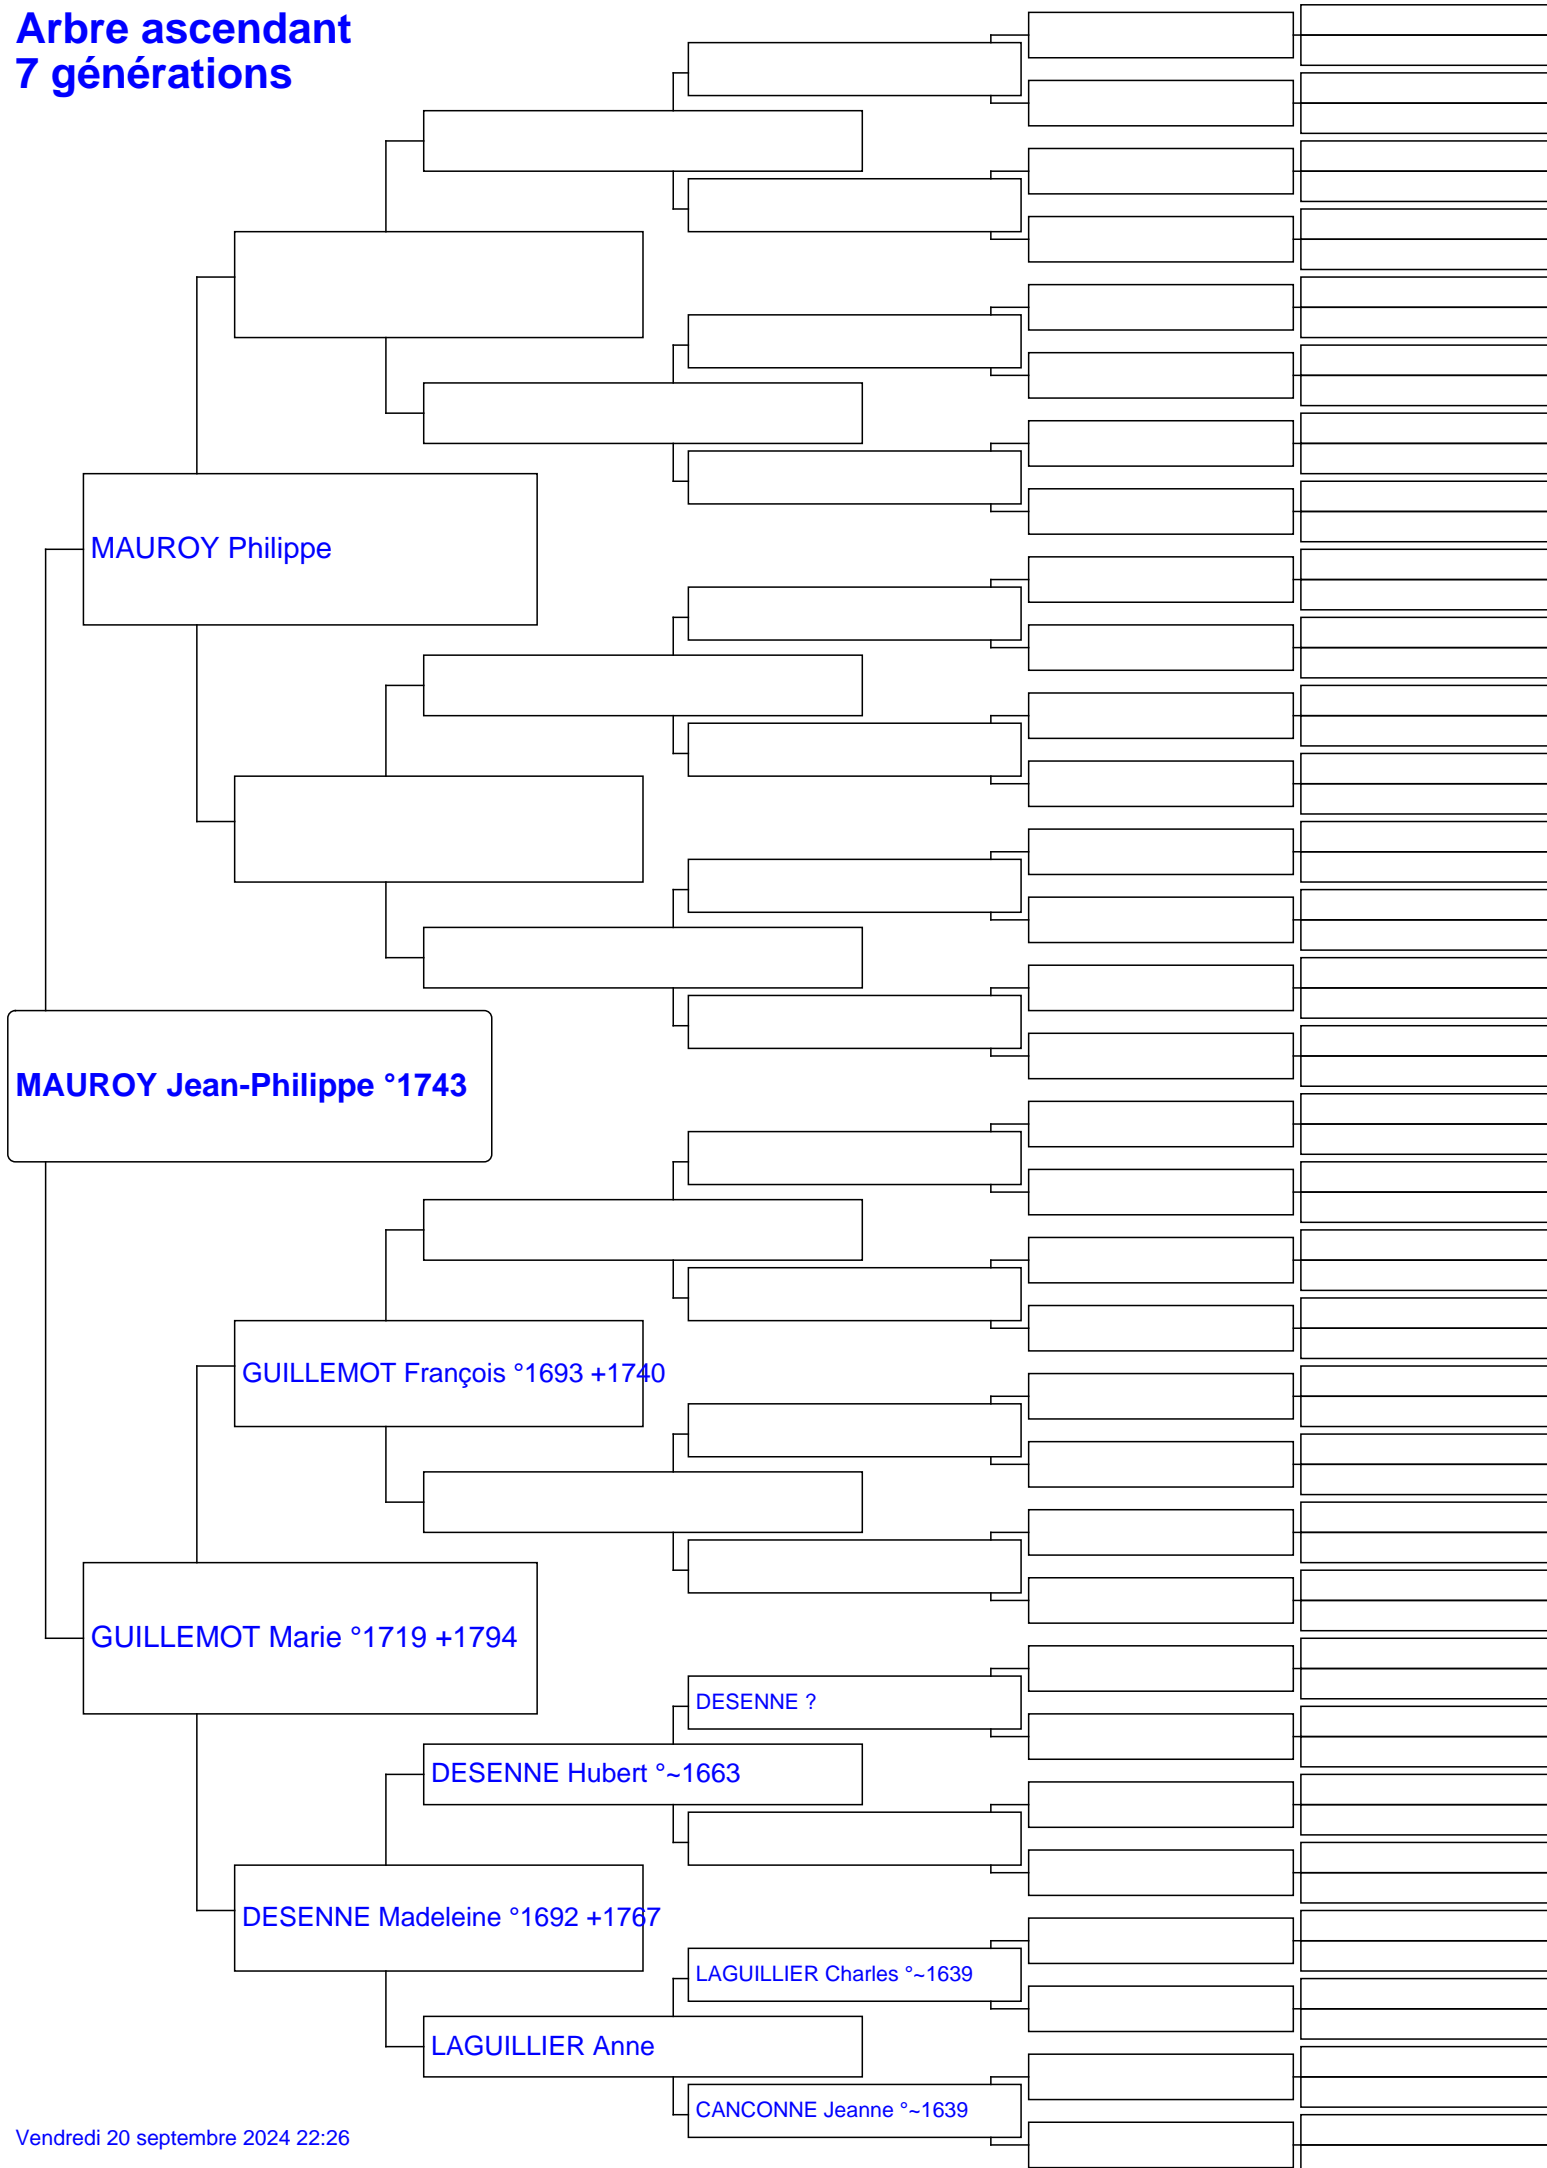 Arbre ascendant
7 générations
MAUROY Philippe
MAUROY Jean-Philippe °1743
GUILLEMOT François °1693 +1740
GUILLEMOT Marie °1719 +1794
DESENNE ?
DESENNE Hubert °~1663
DESENNE Madeleine °1692 +1767
LAGUILLIER Charles °~1639
LAGUILLIER Anne
CANCONNE Jeanne °~1639
Vendredi 20 septembre 2024 22:26